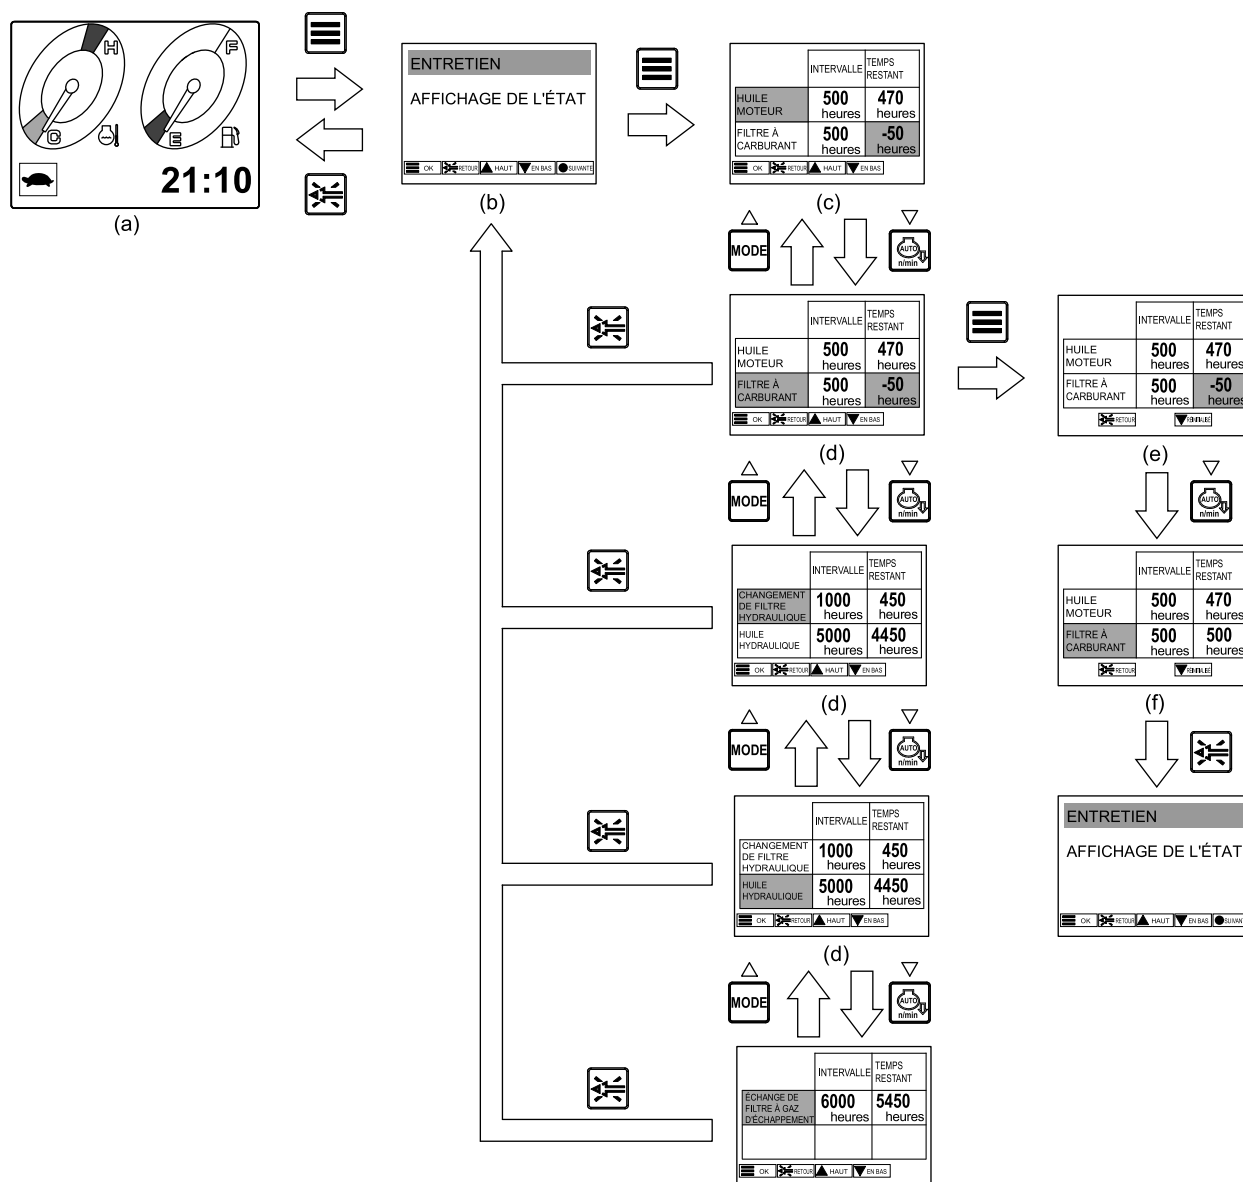 H
F
C
E
21:10
(a)
ENTRETIEN
AFFICHAGE DE L'ÉTAT
OK RETOUR HAUT EN BAS SUIVANTE
(b)
INTERVALLE TEMPS RESTANT
HUILE MOTEUR 500 heures 470 heures
FILTRE À CARBURANT 500 heures -50 heures
OK RETOUR HAUT EN BAS
(c)
MODE
AUTO n/min
INTERVALLE TEMPS RESTANT
HUILE MOTEUR 500 heures 470 heures
FILTRE À CARBURANT 500 heures -50 heures
OK RETOUR HAUT EN BAS
(d)
INTERVALLE TEMPS RESTANT
HUILE MOTEUR 500 heures 470 heures
FILTRE À CARBURANT 500 heures -50 heures
RETOUR RÉINITIALISÉ
(e)
MODE
AUTO n/min
AUTO n/min
INTERVALLE TEMPS RESTANT
CHANGEMENT DE FILTRE HYDRAULIQUE 1000 heures 450 heures
HUILE HYDRAULIQUE 5000 heures 4450 heures
OK RETOUR HAUT EN BAS
(d)
INTERVALLE TEMPS RESTANT
HUILE MOTEUR 500 heures 470 heures
FILTRE À CARBURANT 500 heures 500 heures
RETOUR RÉINITIALISÉ
(f)
MODE
AUTO n/min
INTERVALLE TEMPS RESTANT
CHANGEMENT DE FILTRE HYDRAULIQUE 1000 heures 450 heures
HUILE HYDRAULIQUE 5000 heures 4450 heures
OK RETOUR HAUT EN BAS
(d)
ENTRETIEN
AFFICHAGE DE L'ÉTAT
OK RETOUR HAUT EN BAS SUIVANT
MODE
AUTO n/min
INTERVALLE TEMPS RESTANT
ÉCHANGE DE FILTRE À GAZ D'ÉCHAPPEMENT 6000 heures 5450 heures
OK RETOUR HAUT EN BAS